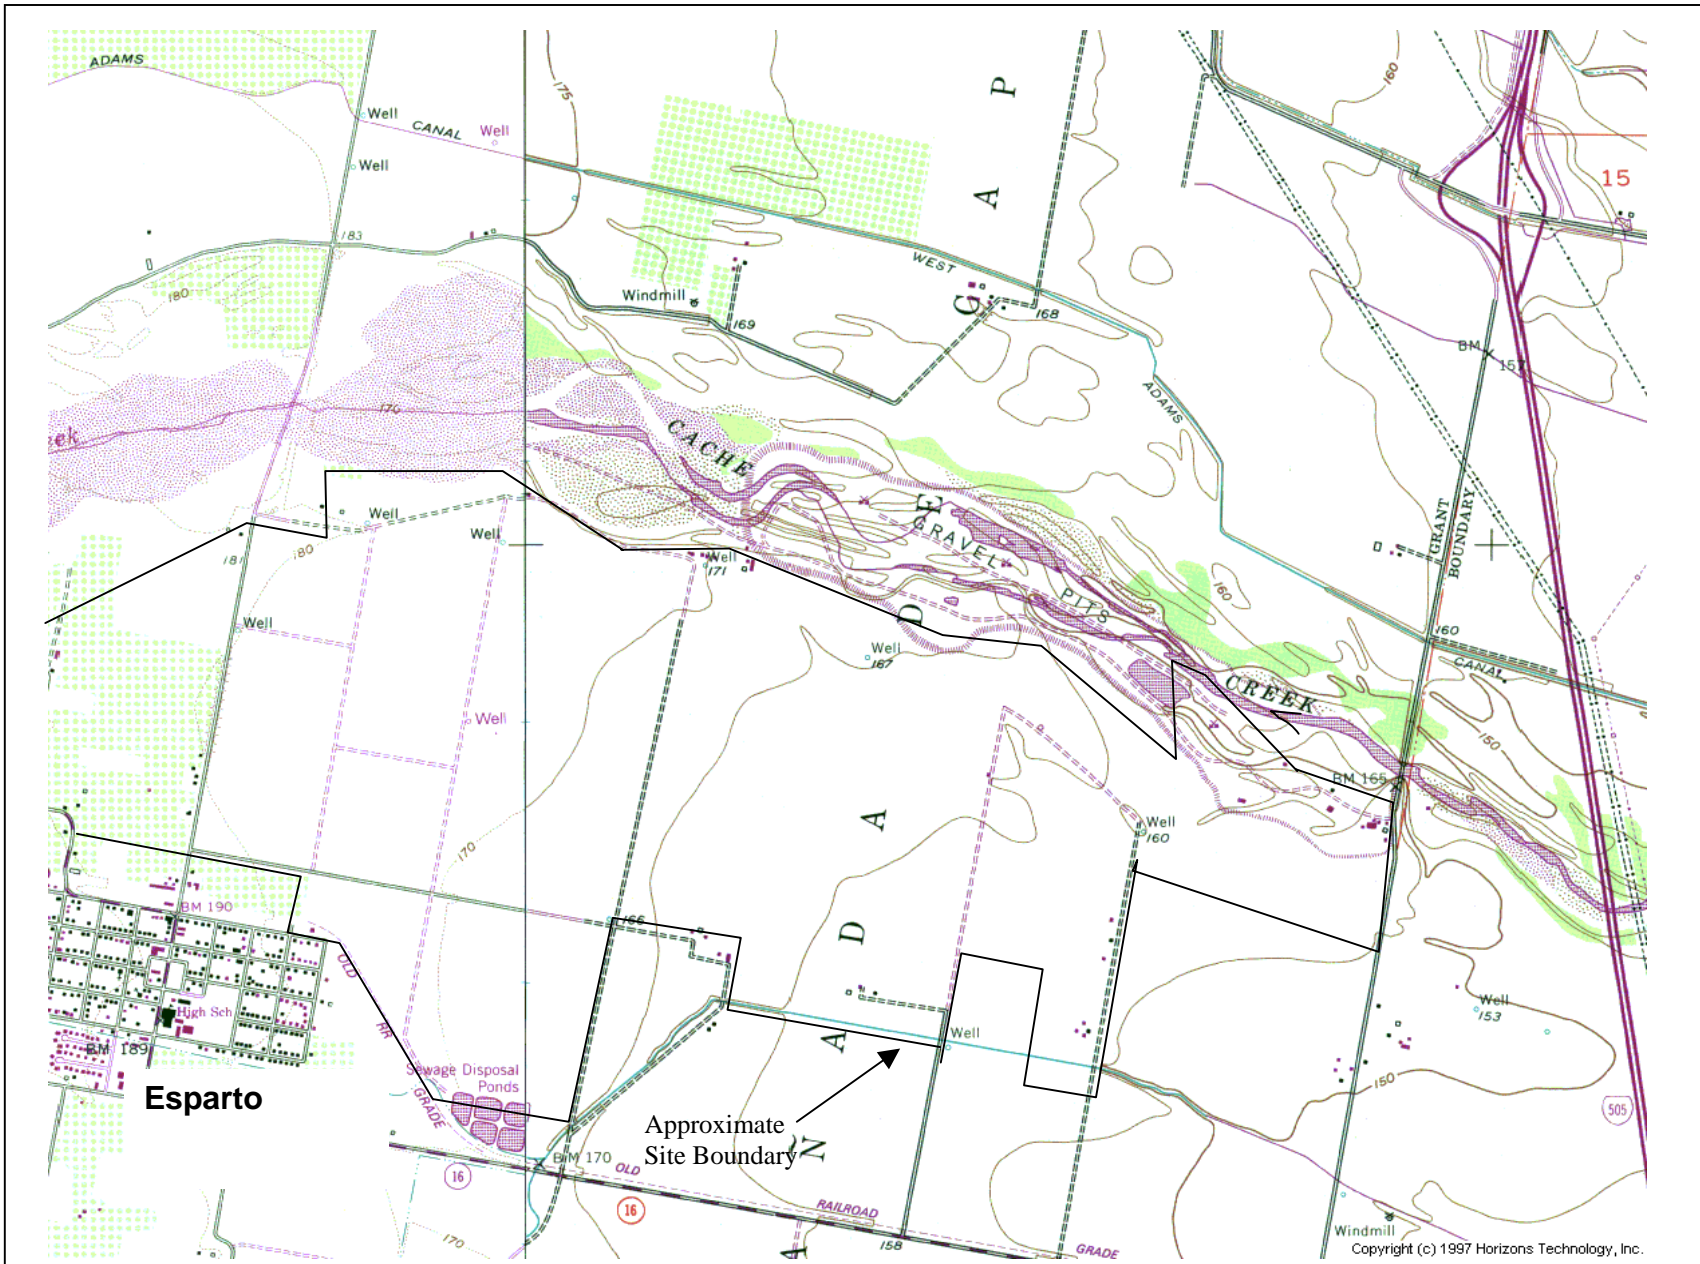 ADAMS
CANAL
Well
Well
Well
175
160
P
A
G
E
D
A
D
A
Ñ
A
15
183
180
WEST
Windmill
169
168
BM
157
ADAMS
eek
170
CACHE
GRAVEL
PITS
CREEK
GRANT
BOUNDARY
160
160
CANAL
150
Well
Well
180
181
Well
171
Well
167
Well
Well
BM 165
Well
160
170
BM 190
166
OLD
RR
GRADE
High Sch
BM 189
Sewage Disposal
Ponds
Well
Well
153
150
505
Esparto
Approximate
Site Boundary
BM 170
16
OLD
16
RAILROAD
GRADE
158
170
Windmill
Copyright (c) 1997 Horizons Technology, Inc.